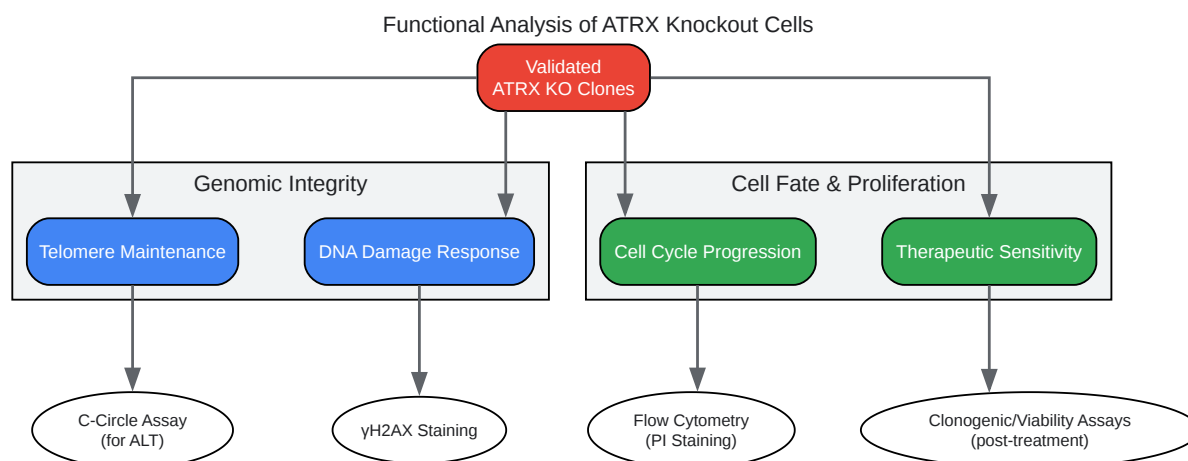 Functional Analysis of ATRX Knockout Cells
Validated
ATRX KO Clones
Genomic Integrity
Cell Fate & Proliferation
Telomere Maintenance
DNA Damage Response
Cell Cycle Progression
Therapeutic Sensitivity
C-Circle Assay
(for ALT)
γH2AX Staining
Flow Cytometry
(PI Staining)
Clonogenic/Viability Assays
(post-treatment)